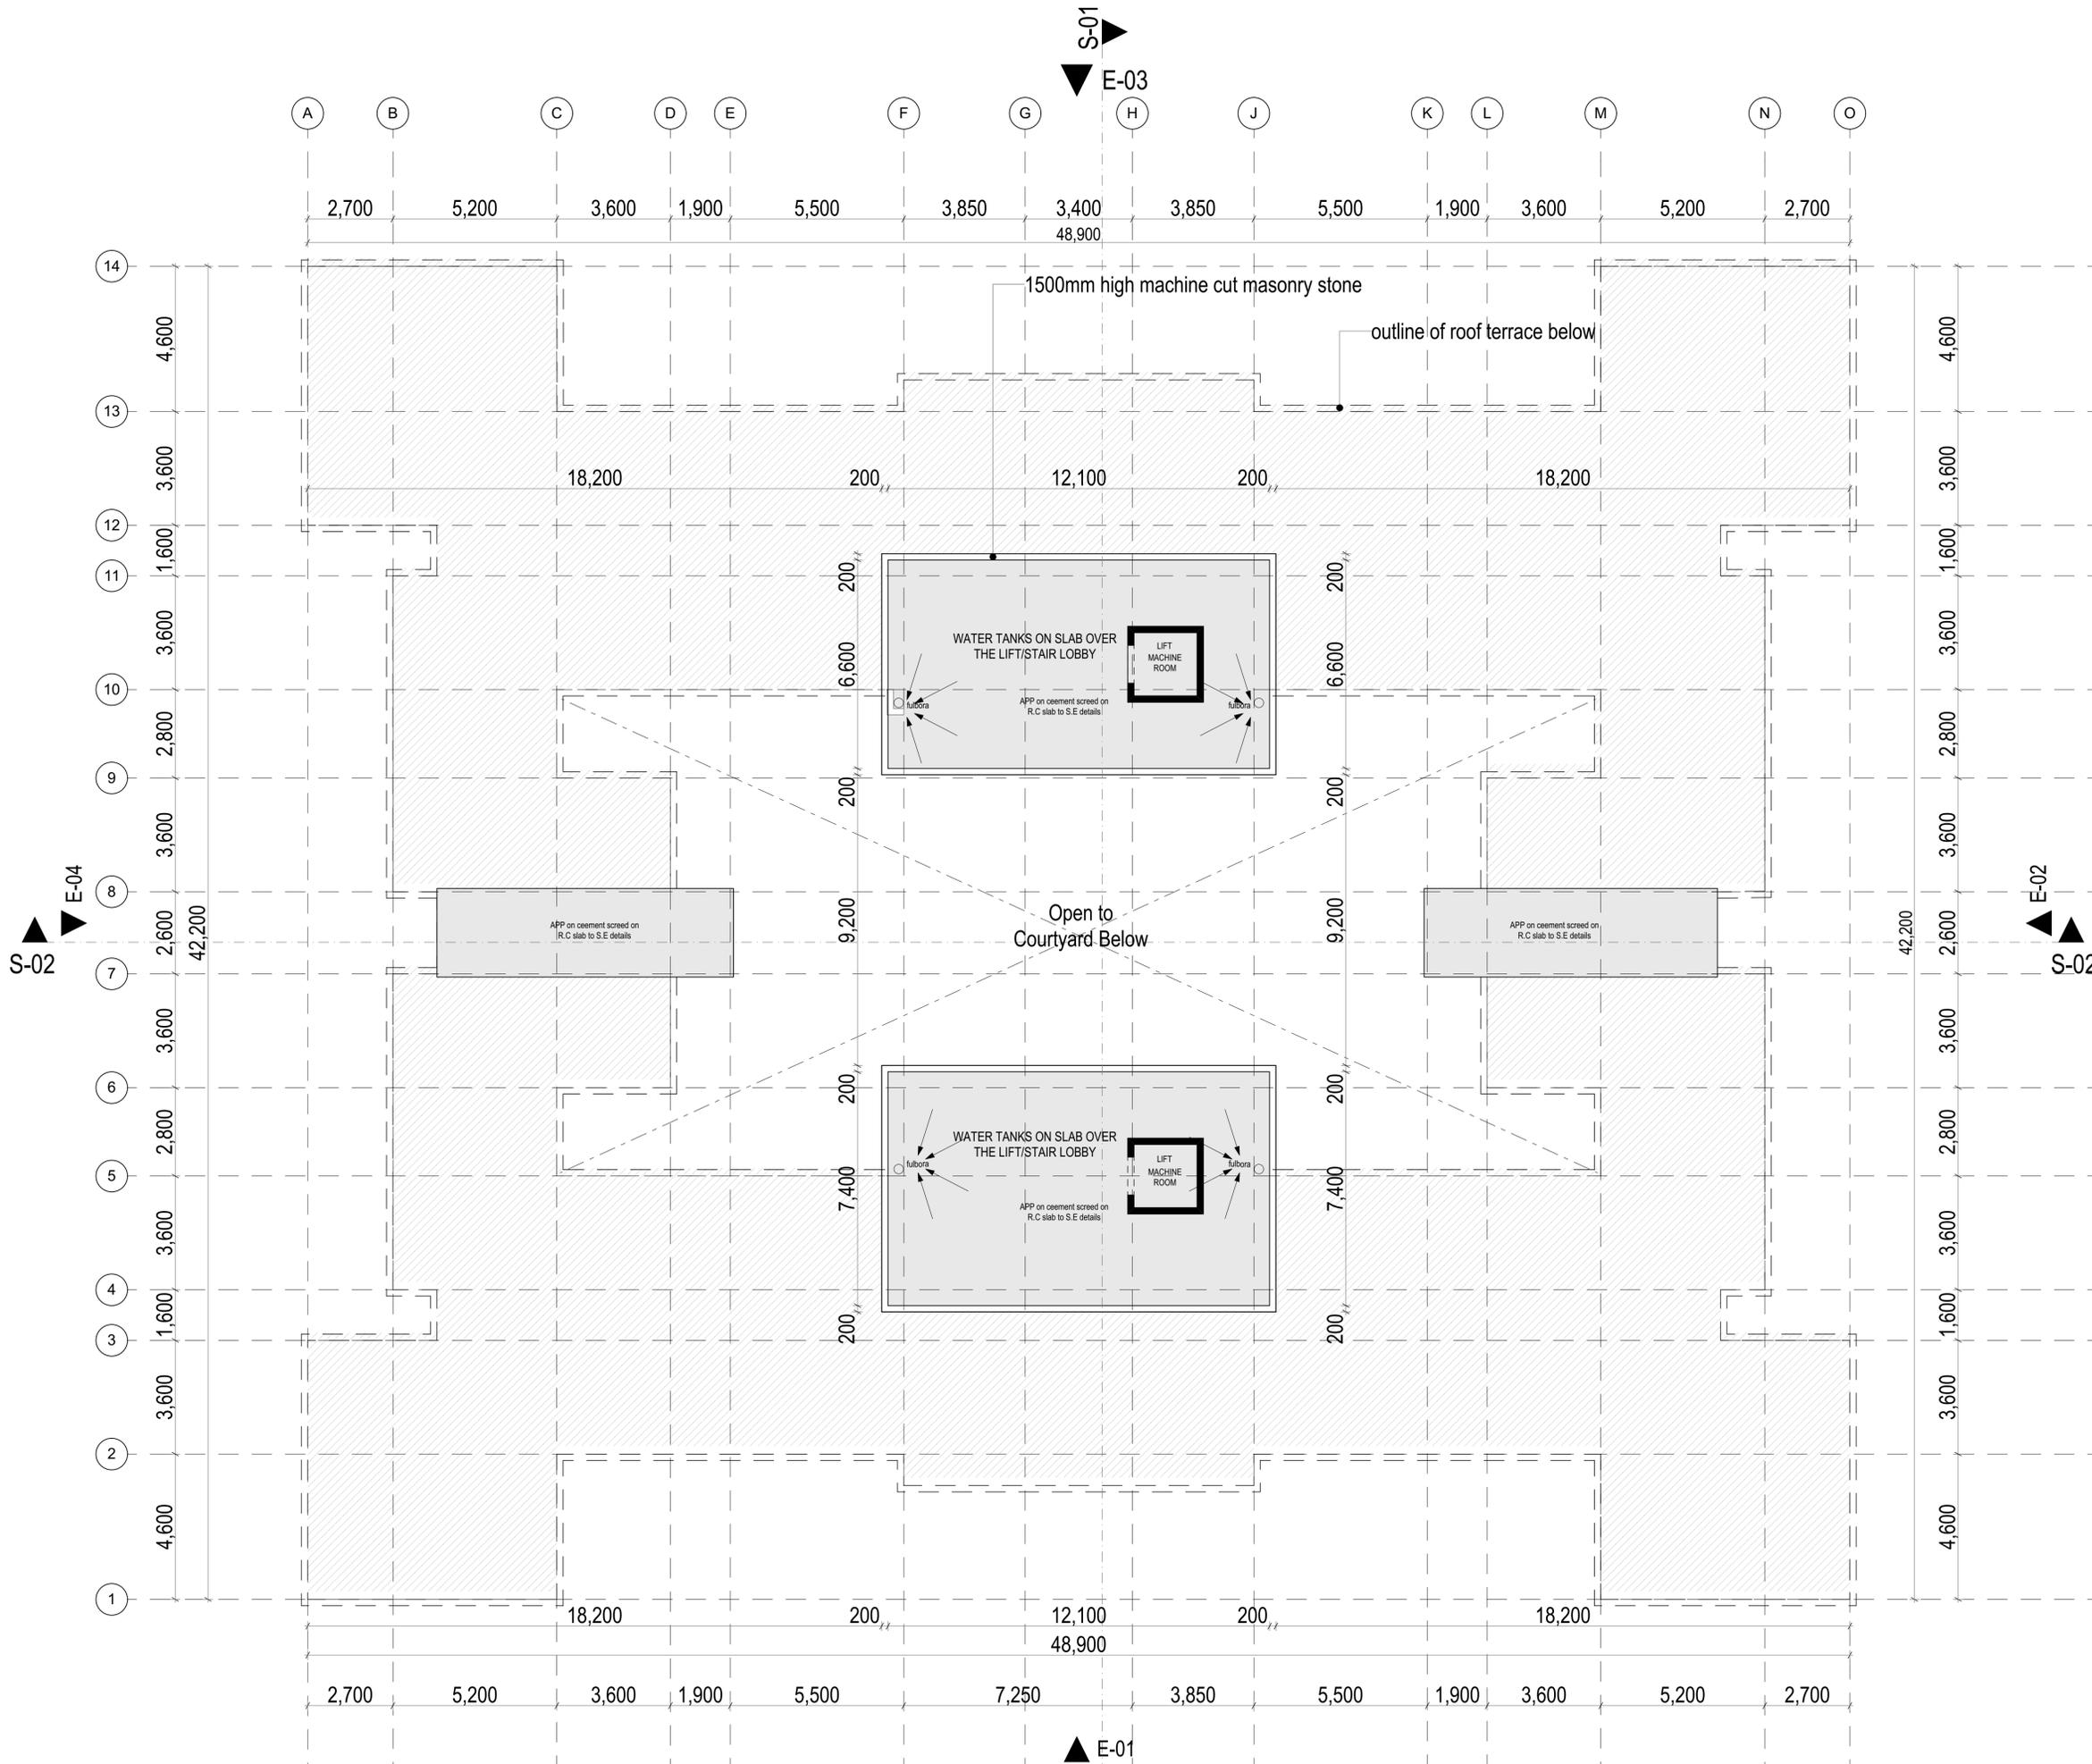 S-01
E-03
A B C D E F G H J K L M N O
2,700 5,200 3,600 1,900 5,500 3,850 3,400 3,850 5,500 1,900 3,600 5,200 2,700
48,900
14
1500mm high machine cut masonry stone
4,600
outline of roof terrace below
4,600
13
3,600
18,200 200 12,100 200 18,200
3,600
12
1,600
1,600
11
200
200
3,600
6,600
WATER TANKS ON SLAB OVER
THE LIFT/STAIR LOBBY
LIFT
MACHINE
ROOM
6,600
3,600
10
fulbora
APP on ceement screed on
R.C slab to S.E details
fulbora
2,800
2,800
9
200
200
3,600
3,600
E-04
8
E-02
42,200
2,600
APP on ceement screed on
R.C slab to S.E details
9,200
Open to
Courtyard Below
9,200
APP on ceement screed on
R.C slab to S.E details
42,200
2,600
S-02
S-02
7
3,600
3,600
6
200
200
2,800
WATER TANKS ON SLAB OVER
THE LIFT/STAIR LOBBY
2,800
fulbora
LIFT
MACHINE
ROOM
fulbora
5
7,400
7,400
3,600
APP on ceement screed on
R.C slab to S.E details
3,600
4
1,600
200
200
1,600
3
3,600
3,600
2
4,600
4,600
1
18,200 200 12,100 200 18,200
48,900
2,700 5,200 3,600 1,900 5,500 7,250 3,850 5,500 1,900 3,600 5,200 2,700
E-01